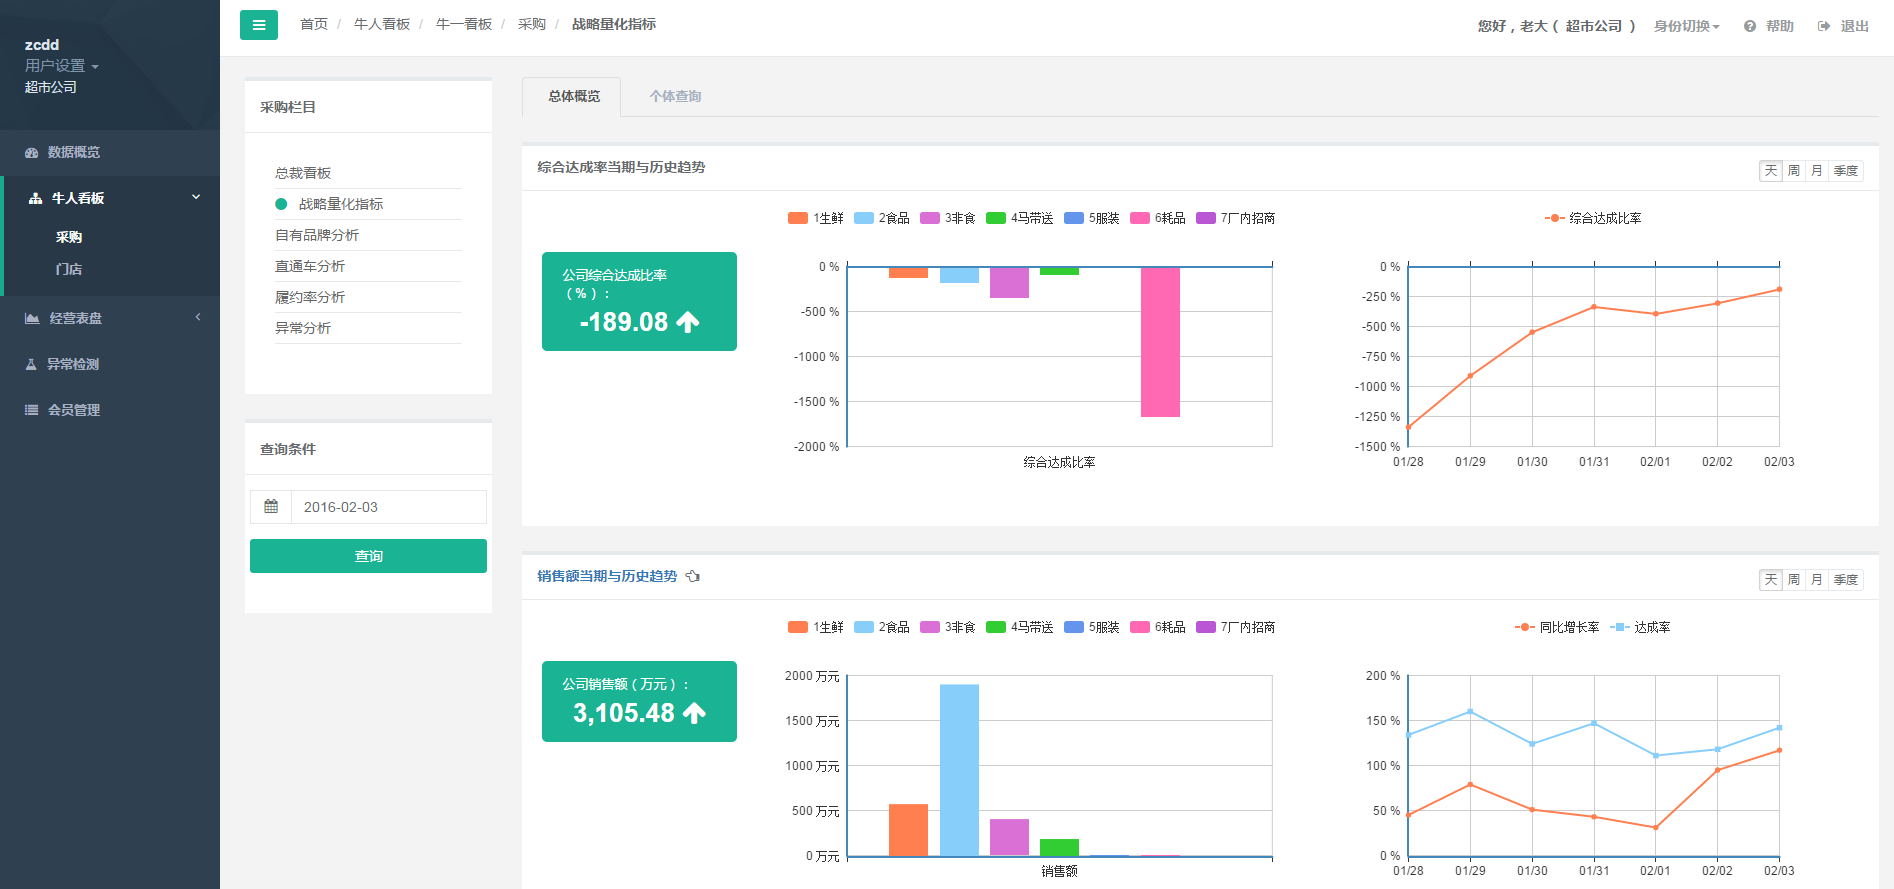 zcdd
用户设置
超市公司
数据概览
牛人看板
采购
门店
经营表盘
异常检测
会员管理
首页 / 牛人看板 / 牛一看板 / 采购 / 战略量化指标
您好，老大（ 超市公司 ） 身份切换 帮助 退出
采购栏目
总裁看板
战略量化指标
自有品牌分析
直通车分析
履约率分析
异常分析
查询条件
2016-02-03
查询
总体概览 个体查询
综合达成率当期与历史趋势
天 周 月 季度
公司综合达成比率
（%）:
-189.08
1生鲜 2食品 3非食 4马带送 5服装 6耗品 7厂内招商
0 %
-500 %
-1000 %
-1500 %
-2000 %
综合达成比率
综合达成比率
0 %
-250 %
-500 %
-750 %
-1000 %
-1250 %
-1500 %
01/28 01/29 01/30 01/31 02/01 02/02 02/03
销售额当期与历史趋势
天 周 月 季度
公司销售额（万元）:
3,105.48
1生鲜 2食品 3非食 4马带送 5服装 6耗品 7厂内招商
2000 万元
1500 万元
1000 万元
500 万元
0 万元
销售额
同比增长率 达成率
200 %
150 %
100 %
50 %
0 %
01/28 01/29 01/30 01/31 02/01 02/02 02/03